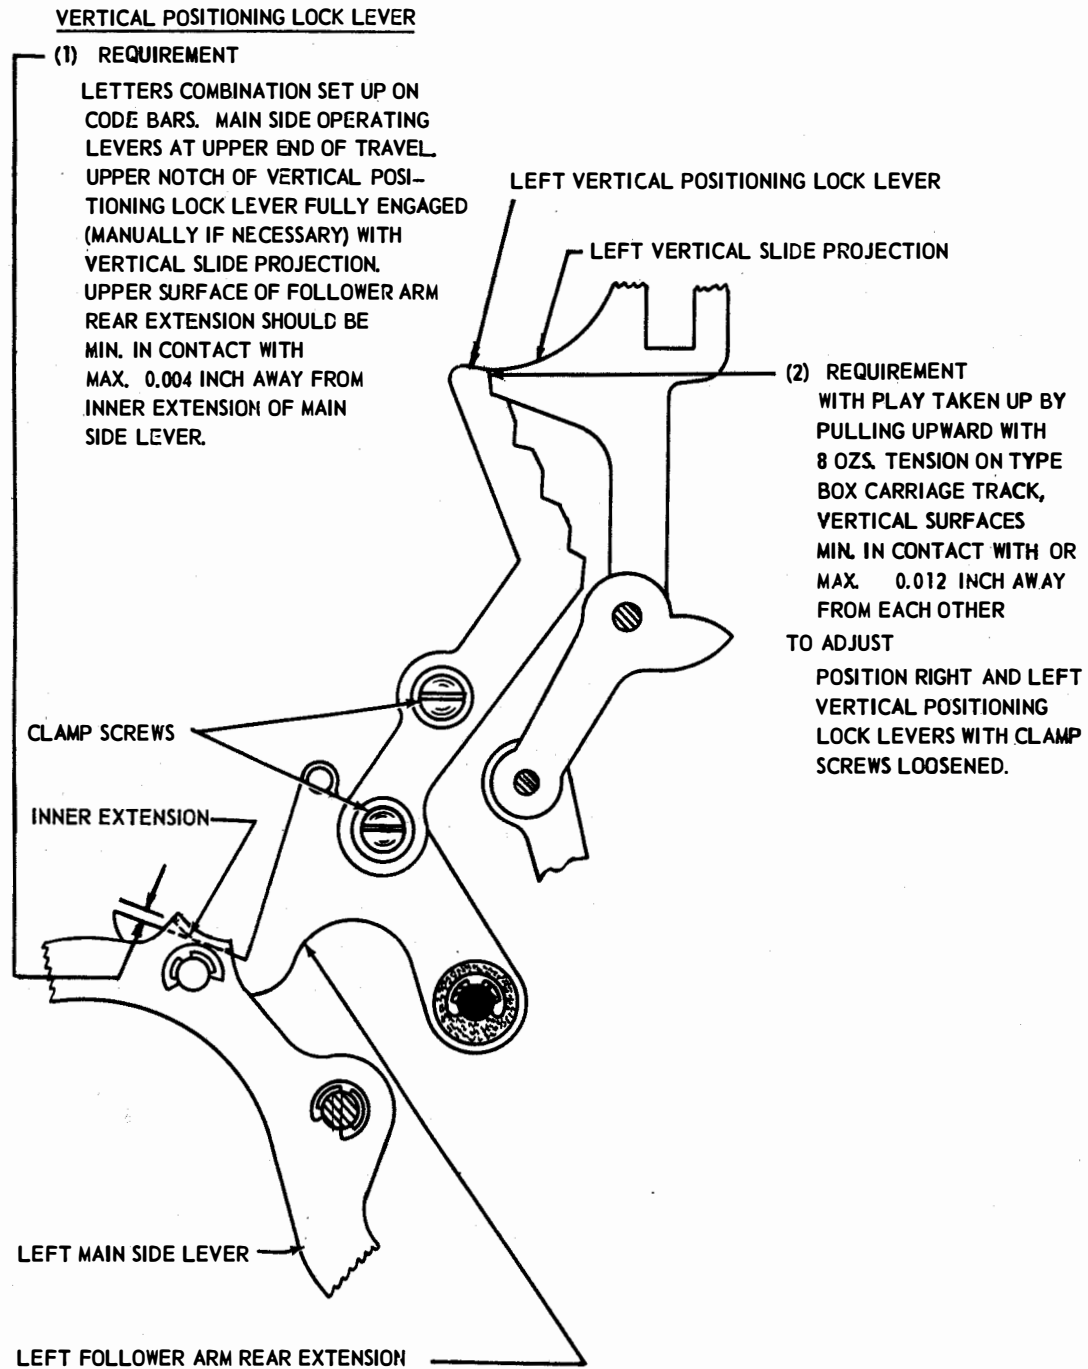 VERTICAL POSITIONING LOCK LEVER
(1) REQUIREMENT
LETTERS COMBINATION SET UP ON
CODE BARS. MAIN SIDE OPERATING
LEVERS AT UPPER END OF TRAVEL.
UPPER NOTCH OF VERTICAL POSI-
TIONING LOCK LEVER FULLY ENGAGED
(MANUALLY IF NECESSARY) WITH
VERTICAL SLIDE PROJECTION.
UPPER SURFACE OF FOLLOWER ARM
REAR EXTENSION SHOULD BE
MIN. IN CONTACT WITH
MAX. 0.004 INCH AWAY FROM
INNER EXTENSION OF MAIN
SIDE LEVER.
LEFT VERTICAL POSITIONING LOCK LEVER
LEFT VERTICAL SLIDE PROJECTION
(2) REQUIREMENT
WITH PLAY TAKEN UP BY
PULLING UPWARD WITH
8 OZS. TENSION ON TYPE
BOX CARRIAGE TRACK,
VERTICAL SURFACES
MIN. IN CONTACT WITH OR
MAX. 0.012 INCH AWAY
FROM EACH OTHER
TO ADJUST
POSITION RIGHT AND LEFT
VERTICAL POSITIONING
LOCK LEVERS WITH CLAMP
SCREWS LOOSENED.
CLAMP SCREWS
INNER EXTENSION
LEFT MAIN SIDE LEVER
LEFT FOLLOWER ARM REAR EXTENSION